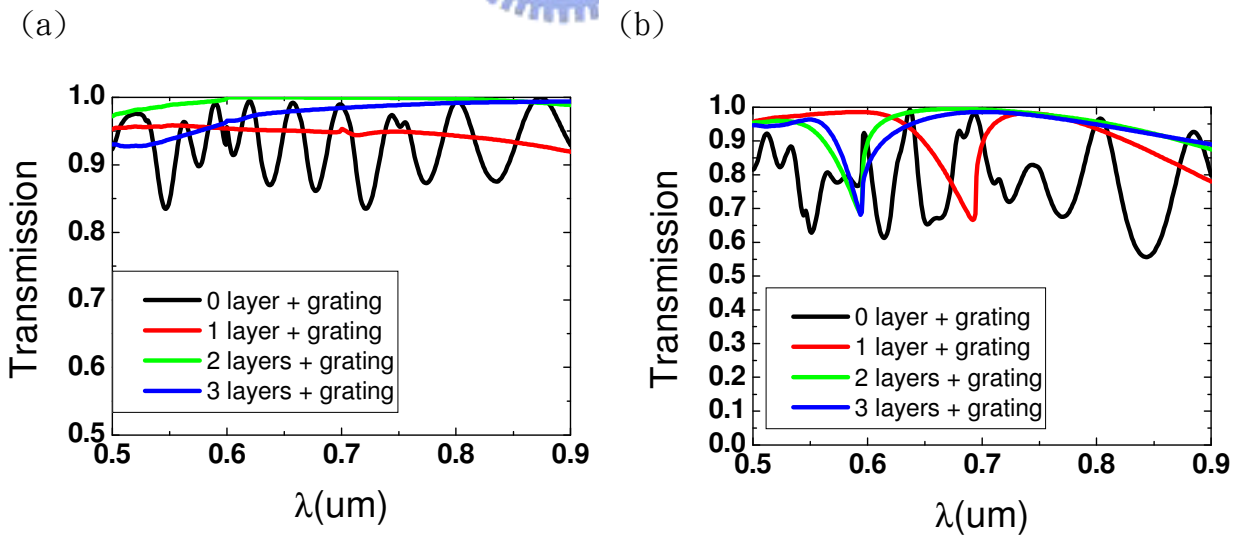 (a)
1.0
0.9
0.8
0.7
0.6
0.5
Transmission
0 layer + grating
1 layer + grating
2 layers + grating
3 layers + grating
0.5 0.6 0.7 0.8 0.9
λ(um)
(b)
1.0
0.9
0.8
0.7
0.6
0.5
0.4
0.3
0.2
0.1
0.0
Transmission
0 layer + grating
1 layer + grating
2 layers + grating
3 layers + grating
0.5 0.6 0.7 0.8 0.9
λ(um)